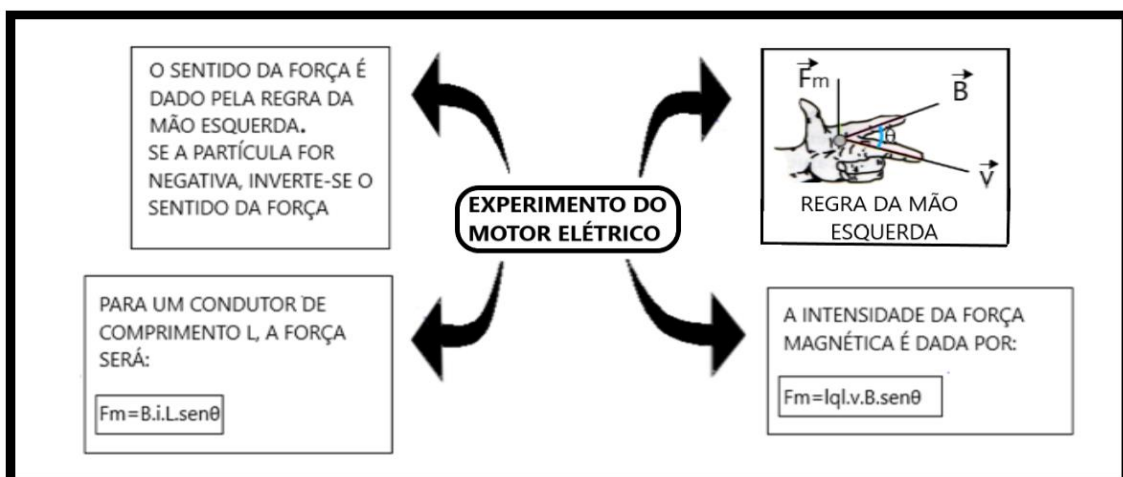 O SENTIDO DA FORÇA É
DADO PELA REGRA DA
MÃO ESQUERDA.
SE A PARTÍCULA FOR
NEGATIVA, INVERTE-SE O
SENTIDO DA FORÇA
Fm
B
θ
V
REGRA DA MÃO
ESQUERDA
EXPERIMENTO DO
MOTOR ELÉTRICO
PARA UM CONDUTOR DE
COMPRIMENTO L, A FORÇA
SERÁ:
Fm=B.i.L.senθ
A INTENSIDADE DA FORÇA
MAGNÉTICA É DADA POR:
Fm=lql.v.B.senθ